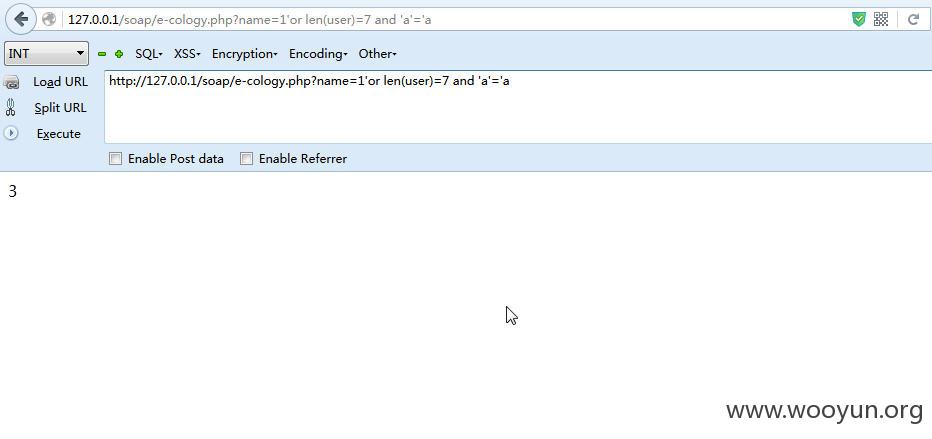 127.0.0.1/soap/e-cology.php?name=1'or len(user)=7 and 'a'='a
INT SQL- XSS- Encryption- Encoding- Other-
Load URL http://127.0.0.1/soap/e-cology.php?name=1'or len(user)=7 and 'a'='a
Split URL
Execute
Enable Post data Enable Referrer
3
www.wooyun.org